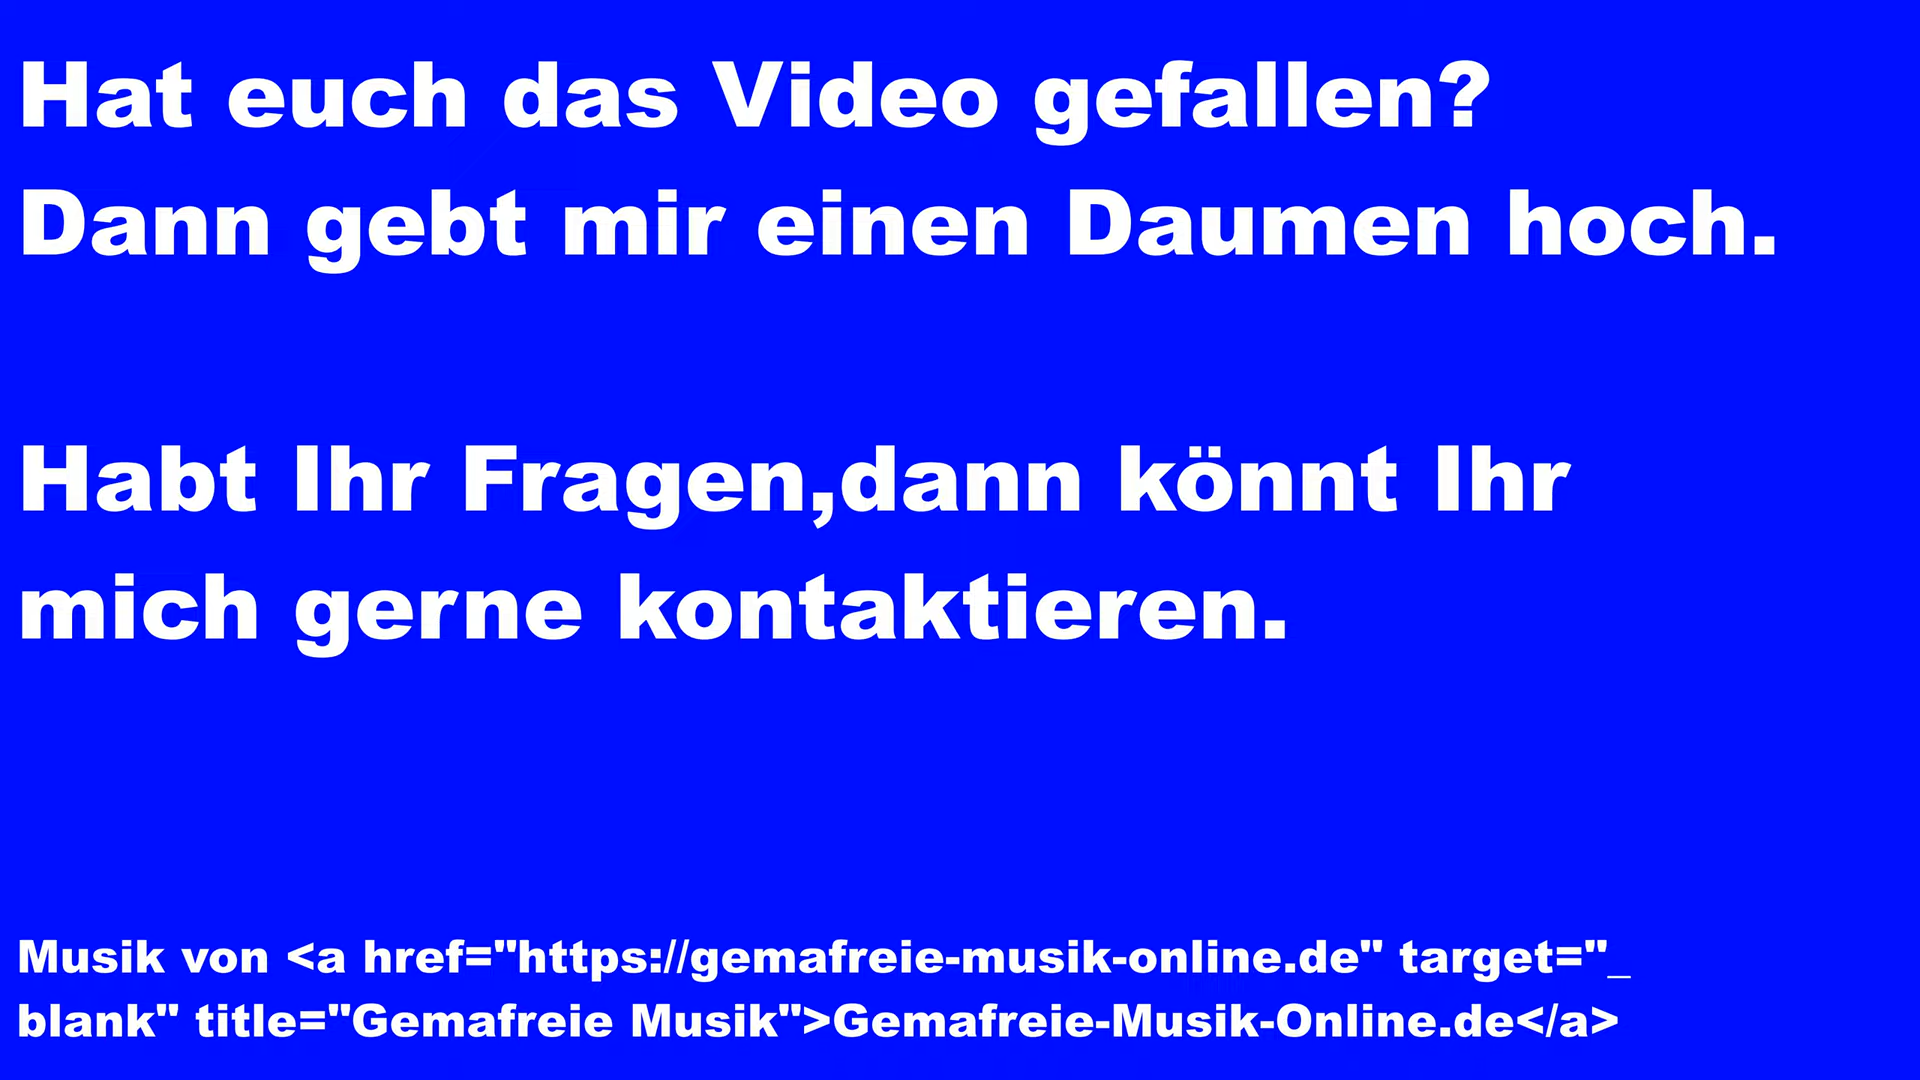 Hat euch das Video gefallen?
Dann gebt mir einen Daumen hoch.
Habt Ihr Fragen,dann könnt Ihr
mich gerne kontaktieren.
Musik von <a href="https://gemafreie-musik-online.de" target="_
blank" title="Gemafreie Musik">Gemafreie-Musik-Online.de</a>